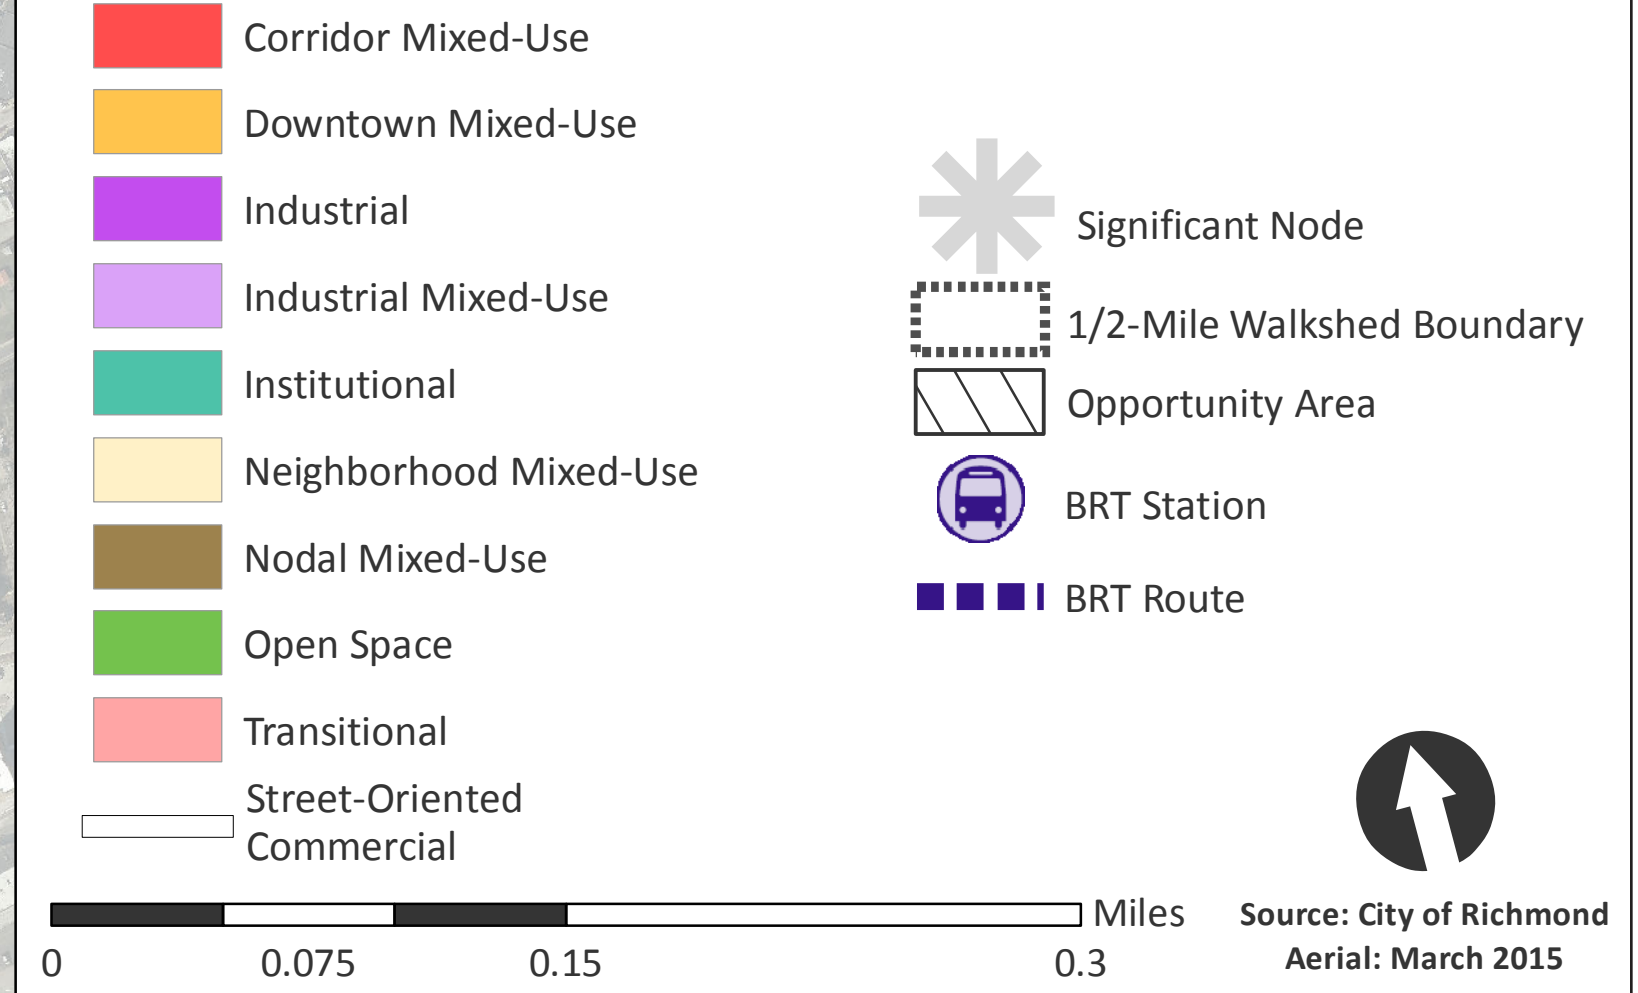 Corridor Mixed-Use
Downtown Mixed-Use
Industrial
Industrial Mixed-Use
Institutional
Neighborhood Mixed-Use
Nodal Mixed-Use
Open Space
Transitional
Street-Oriented
Commercial
Significant Node
1/2-Mile Walkshed Boundary
Opportunity Area
BRT Station
BRT Route
Miles
0 0.075 0.15 0.3
Source: City of Richmond
Aerial: March 2015